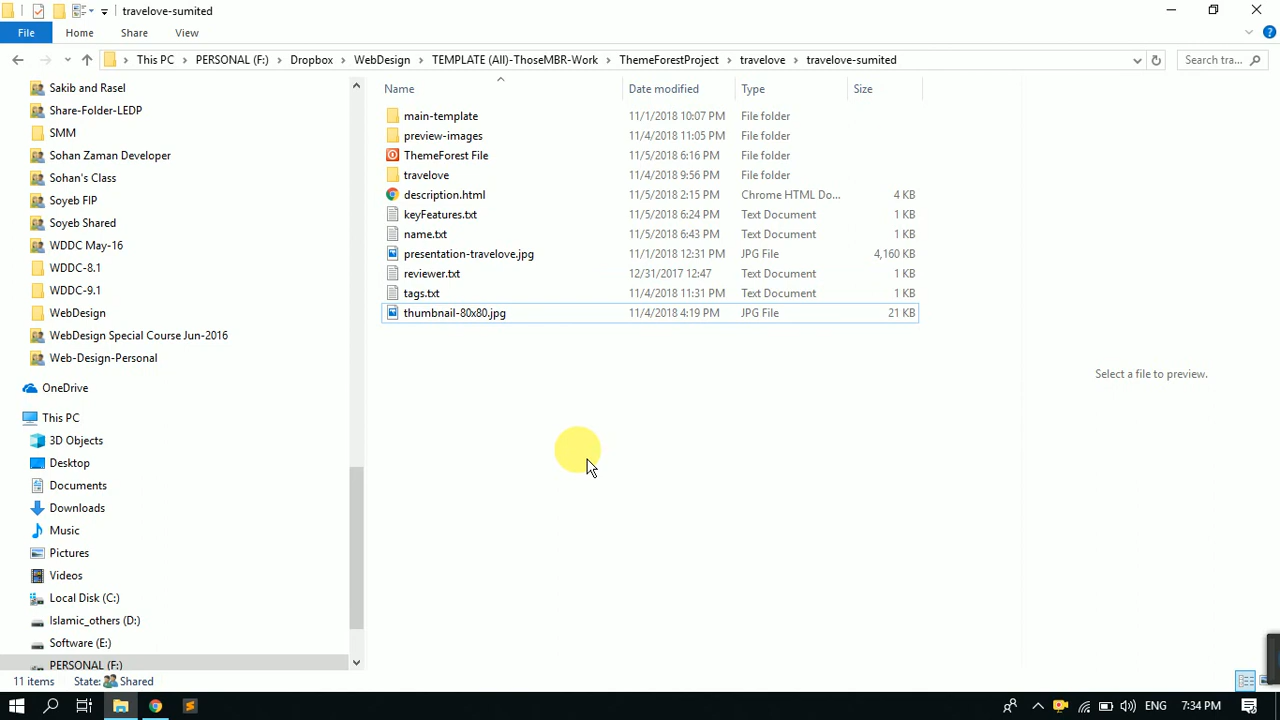 travelove-sumited
File Home Share View
This PC PERSONAL (F:) Dropbox WebDesign TEMPLATE (All)-ThoseMBR-Work ThemeForestProject travelove travelove-sumited Search tra...
Sakib and Rasel
Share-Folder-LEDP
SMM
Sohan Zaman Developer
Sohan's Class
Soyeb FIP
Soyeb Shared
WDDC May-16
WDDC-8.1
WDDC-9.1
WebDesign
WebDesign Special Course Jun-2016
Web-Design-Personal
OneDrive
This PC
3D Objects
Desktop
Documents
Downloads
Music
Pictures
Videos
Local Disk (C:)
Islamic_others (D:)
Software (E:)
PERSONAL (F:)
Name Date modified Type Size
main-template 11/1/2018 10:07 PM File folder
preview-images 11/4/2018 11:05 PM File folder
ThemeForest File 11/5/2018 6:16 PM File folder
travelove 11/4/2018 9:56 PM File folder
description.html 11/5/2018 2:15 PM Chrome HTML Do... 4 KB
keyFeatures.txt 11/5/2018 6:24 PM Text Document 1 KB
name.txt 11/5/2018 6:43 PM Text Document 1 KB
presentation-travelove.jpg 11/1/2018 12:31 PM JPG File 4,160 KB
reviewer.txt 12/31/2017 12:47 Text Document 1 KB
tags.txt 11/4/2018 11:31 PM Text Document 1 KB
thumbnail-80x80.jpg 11/4/2018 4:19 PM JPG File 21 KB
Select a file to preview.
11 items State: Shared
ENG 7:34 PM